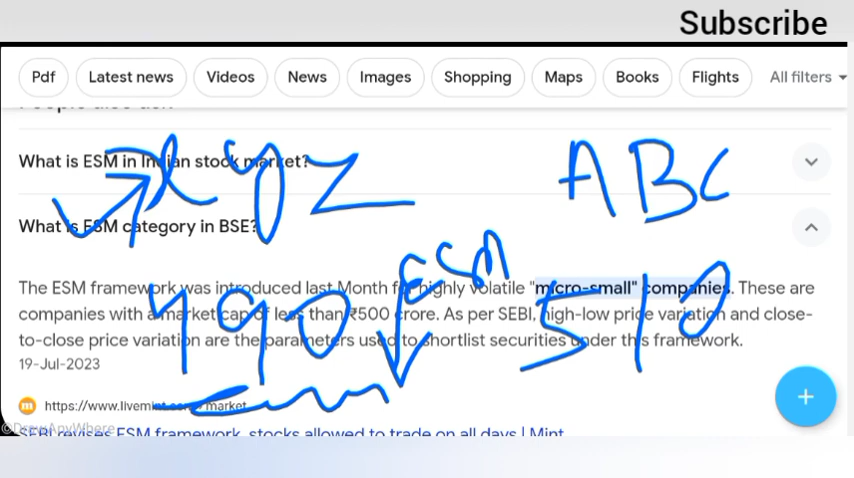 Subscribe
Pdf Latest news Videos News Images Shopping Maps Books Flights All filters
People also ask
What is ESM in Indian stock market?
xyz ABC
What is ESM category in BSE?
ESM
The ESM framework was introduced last Month for highly volatile "micro-small" companies. These are
companies with a market cap of less than ₹500 crore. As per SEBI, high-low price variation and close-
to-close price variation are the parameters used to shortlist securities under this framework.
490 510
19-Jul-2023
m https://www.livemint.com › market
©DrawAnyWhere
SEBI revises ESM framework, stocks allowed to trade on all days | Mint